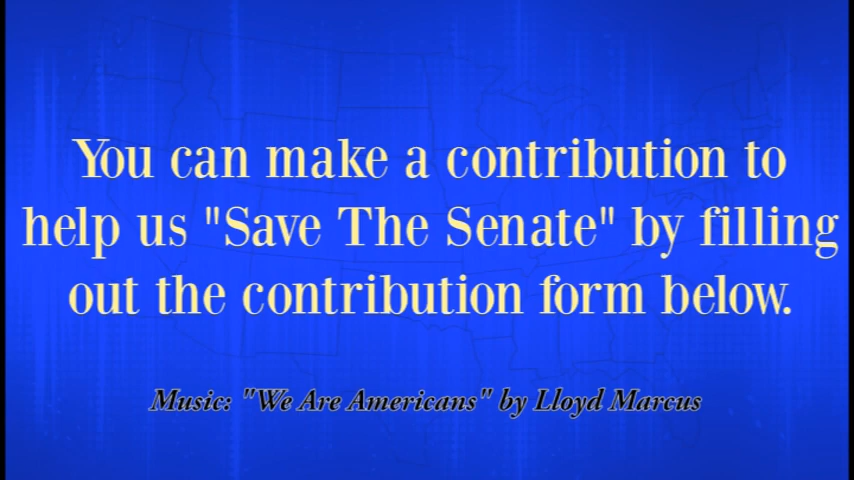 You can make a contribution to
help us "Save The Senate" by filling
out the contribution form below.
Music: "We Are Americans" by Lloyd Marcus